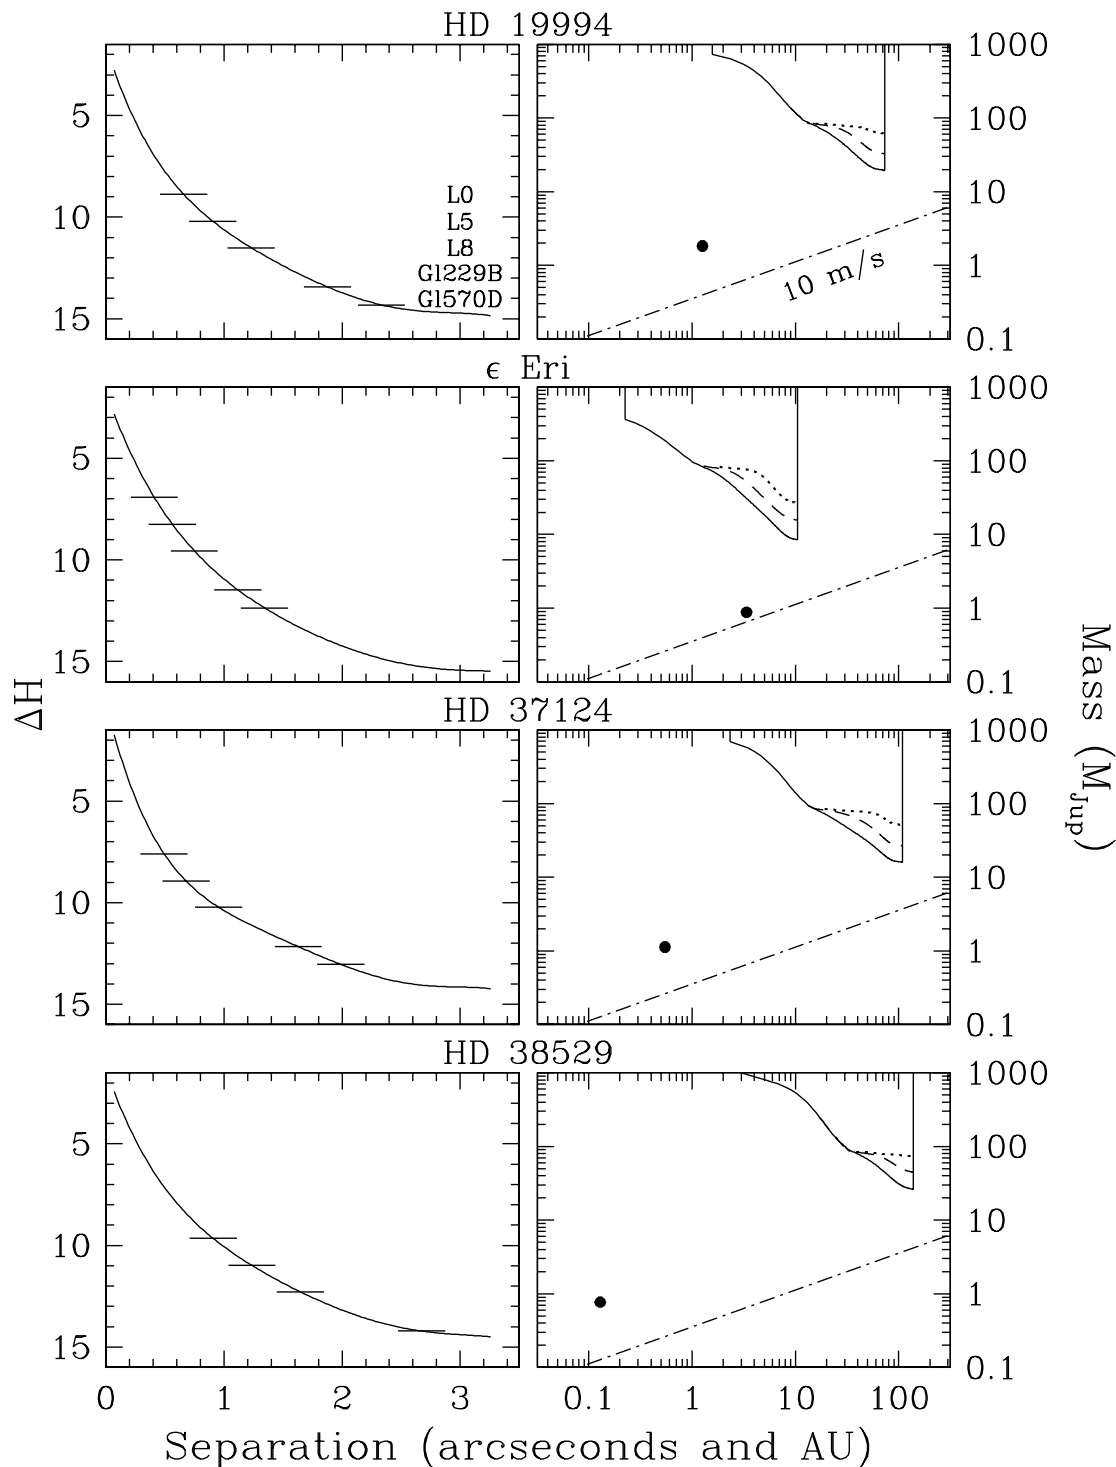 HD 19994
5
10
15
L0
L5
L8
Gl229B
Gl570D
10 m/s
1000
100
10
1
0.1
ϵ Eri
5
10
15
1000
100
10
1
0.1
HD 37124
5
10
15
1000
100
10
1
0.1
HD 38529
5
10
15
1000
100
10
1
0.1
0 1 2 3
0.1 1 10 100
ΔH
Mass (M_Jup)
Separation (arcseconds and AU)